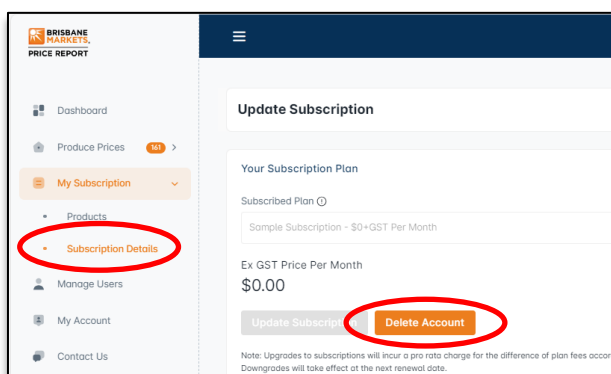 BRISBANE
MARKETS.
PRICE REPORT
Dashboard
Produce Prices 161 >
My Subscription
Products
Subscription Details
Manage Users
My Account
Contact Us
Update Subscription
Your Subscription Plan
Subscribed Plan
Sample Subscription - $0+GST Per Month
Ex GST Price Per Month
$0.00
Update Subscription Delete Account
Note: Upgrades to subscriptions will incur a pro rata charge for the difference of plan fees accor
Downgrades will take effect at the next renewal date.